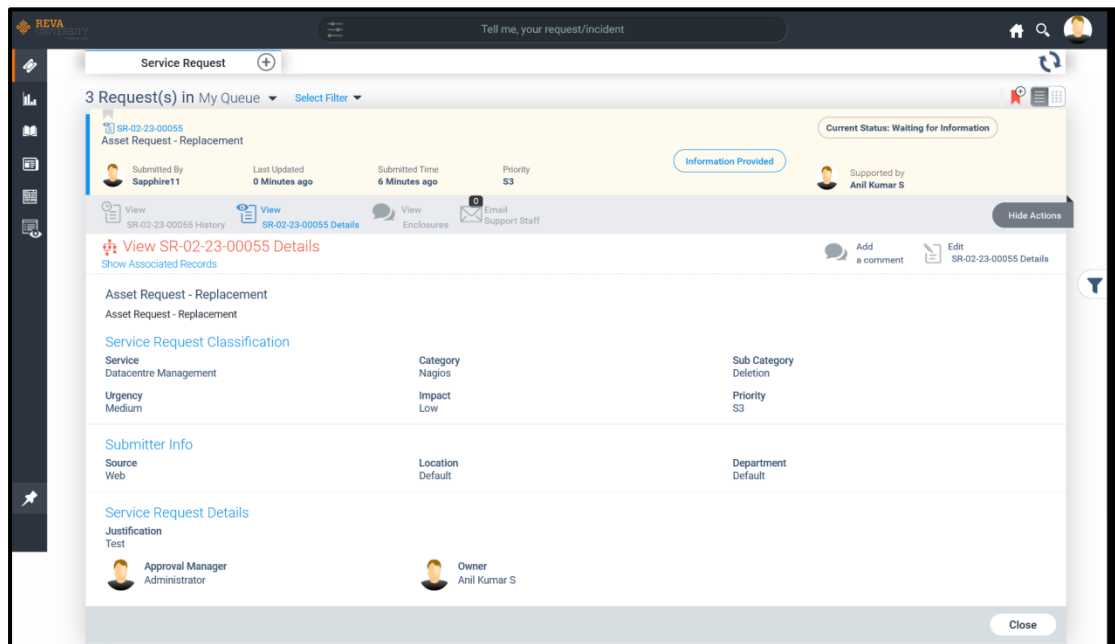 REVA
UNIVERSITY
Tell me, your request/incident
Service Request
3 Request(s) in My Queue Select Filter
SR-02-23-00055
Asset Request - Replacement
Current Status: Waiting for Information
Submitted By
Sapphire11
Last Updated
0 Minutes ago
Submitted Time
6 Minutes ago
Priority
S3
Information Provided
Supported by
Anil Kumar S
View
SR-02-23-00055 History
View
SR-02-23-00055 Details
View
Enclosures
0
Email
Support Staff
Hide Actions
View SR-02-23-00055 Details
Show Associated Records
Add
a comment
Edit
SR-02-23-00055 Details
Asset Request - Replacement
Asset Request - Replacement
Service Request Classification
Service
Datacentre Management
Category
Nagios
Sub Category
Deletion
Urgency
Medium
Impact
Low
Priority
S3
Submitter Info
Source
Web
Location
Default
Department
Default
Service Request Details
Justification
Test
Approval Manager
Administrator
Owner
Anil Kumar S
Close